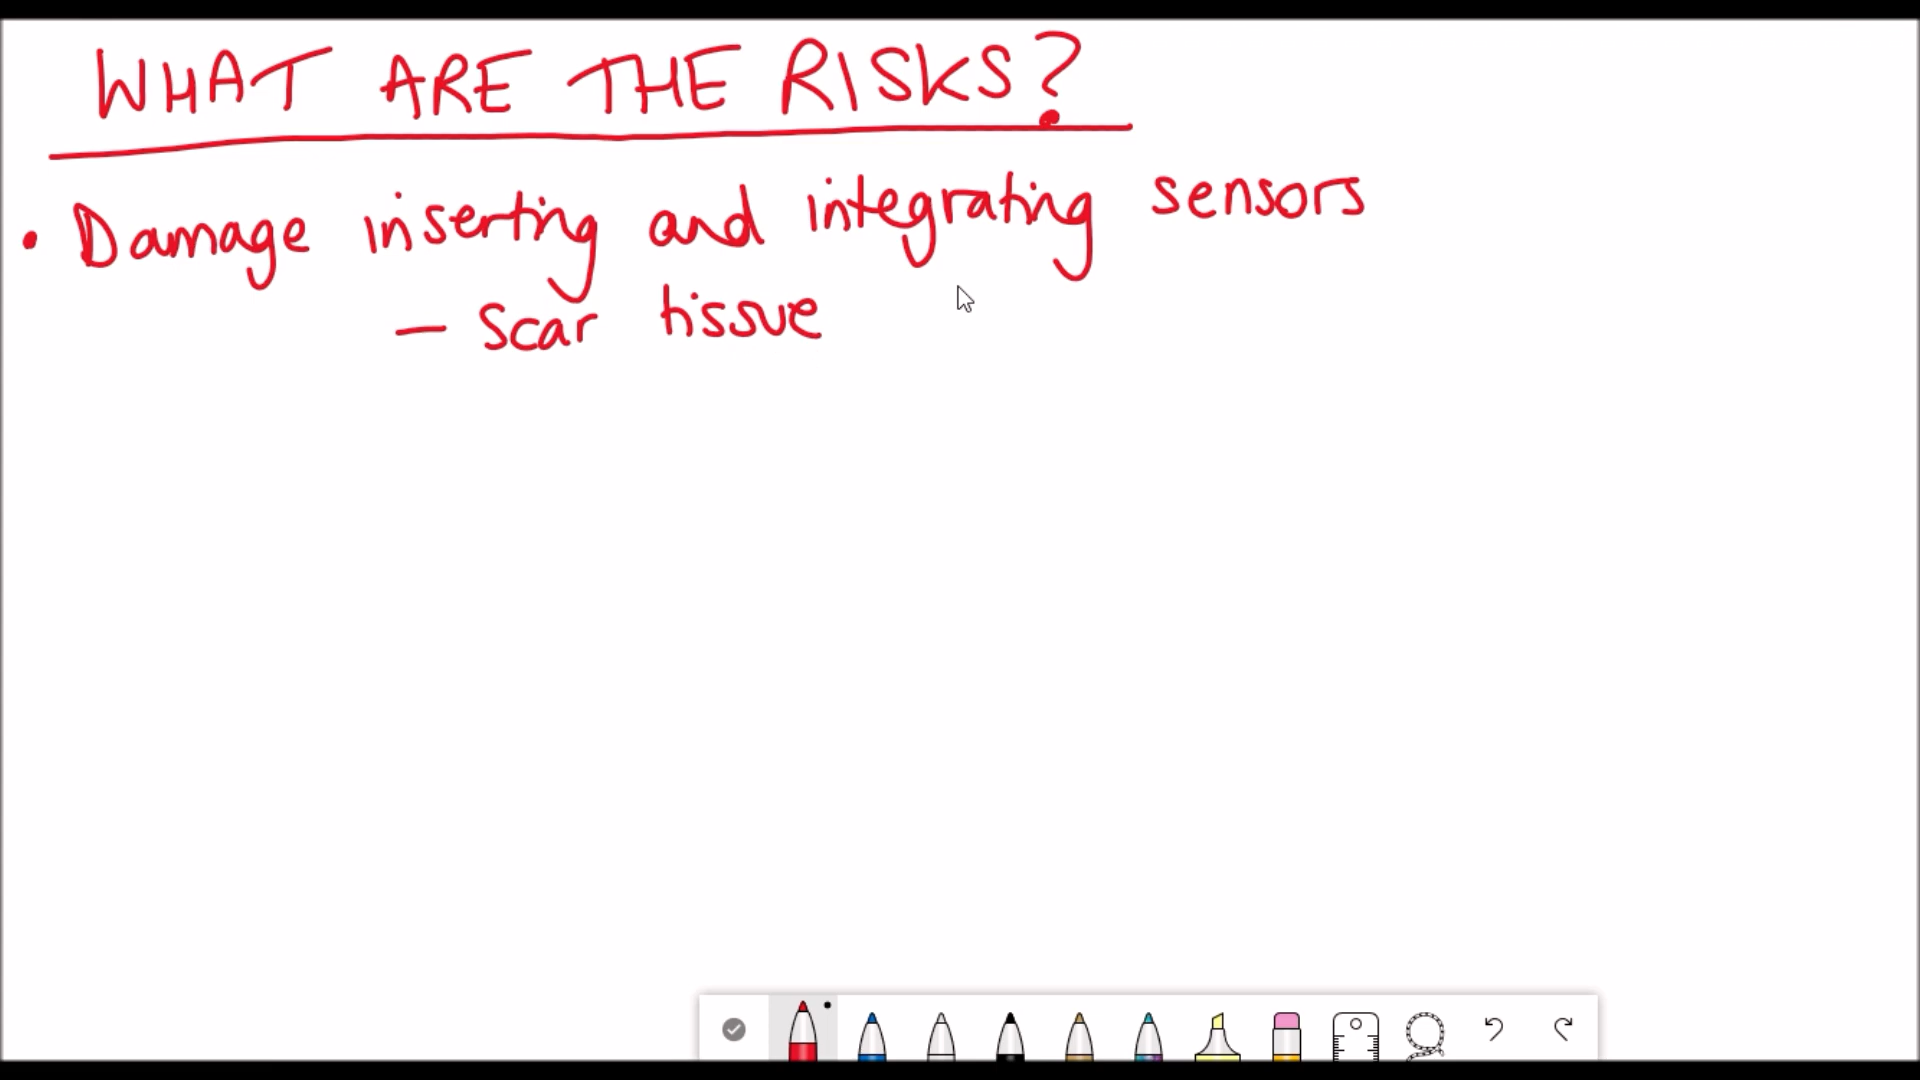 WHAT ARE THE RISKS?
• Damage inserting and integrating sensors
— Scar tissue